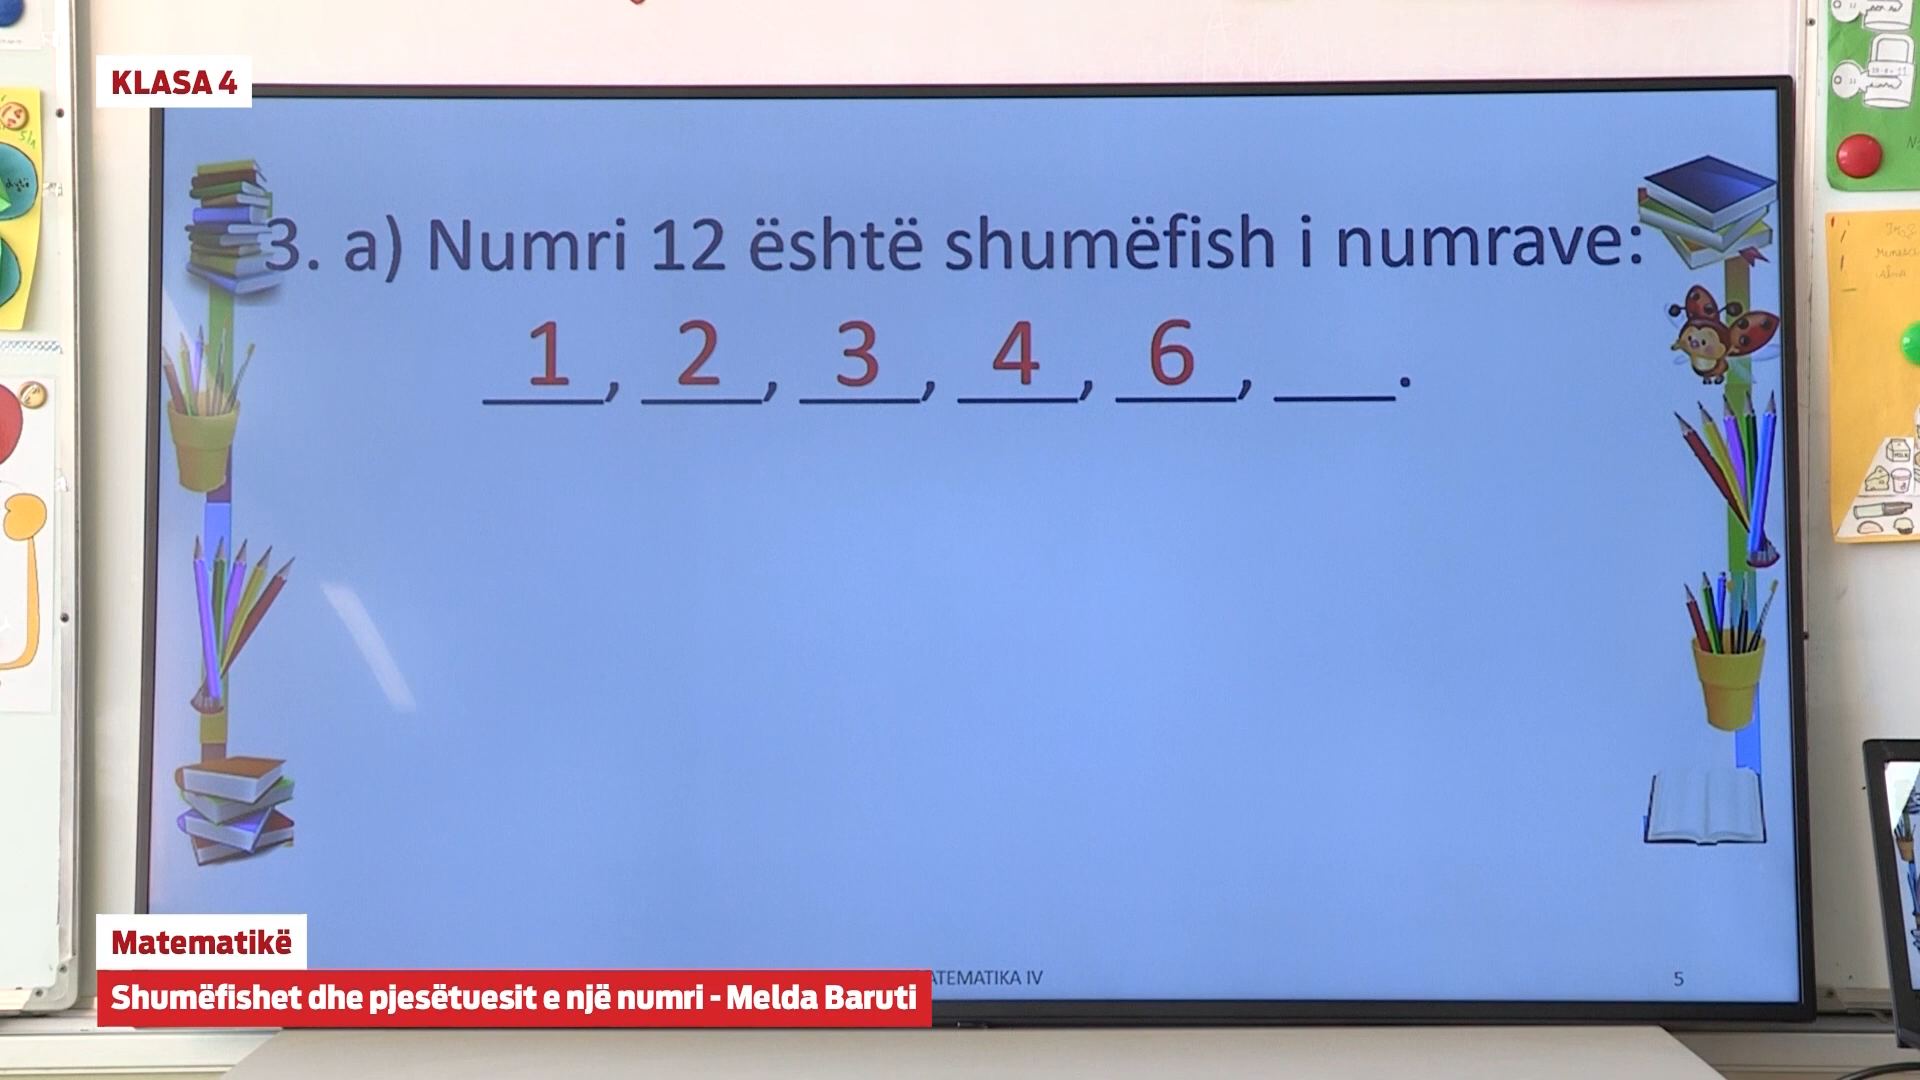 KLASA 4
3. a) Numri 12 është shumëfish i numrave:
1, 2, 3, 4, 6, ___.
ATEMATIKA IV
5
Matematikë
Shumëfishet dhe pjesëtuesit e një numri - Melda Baruti